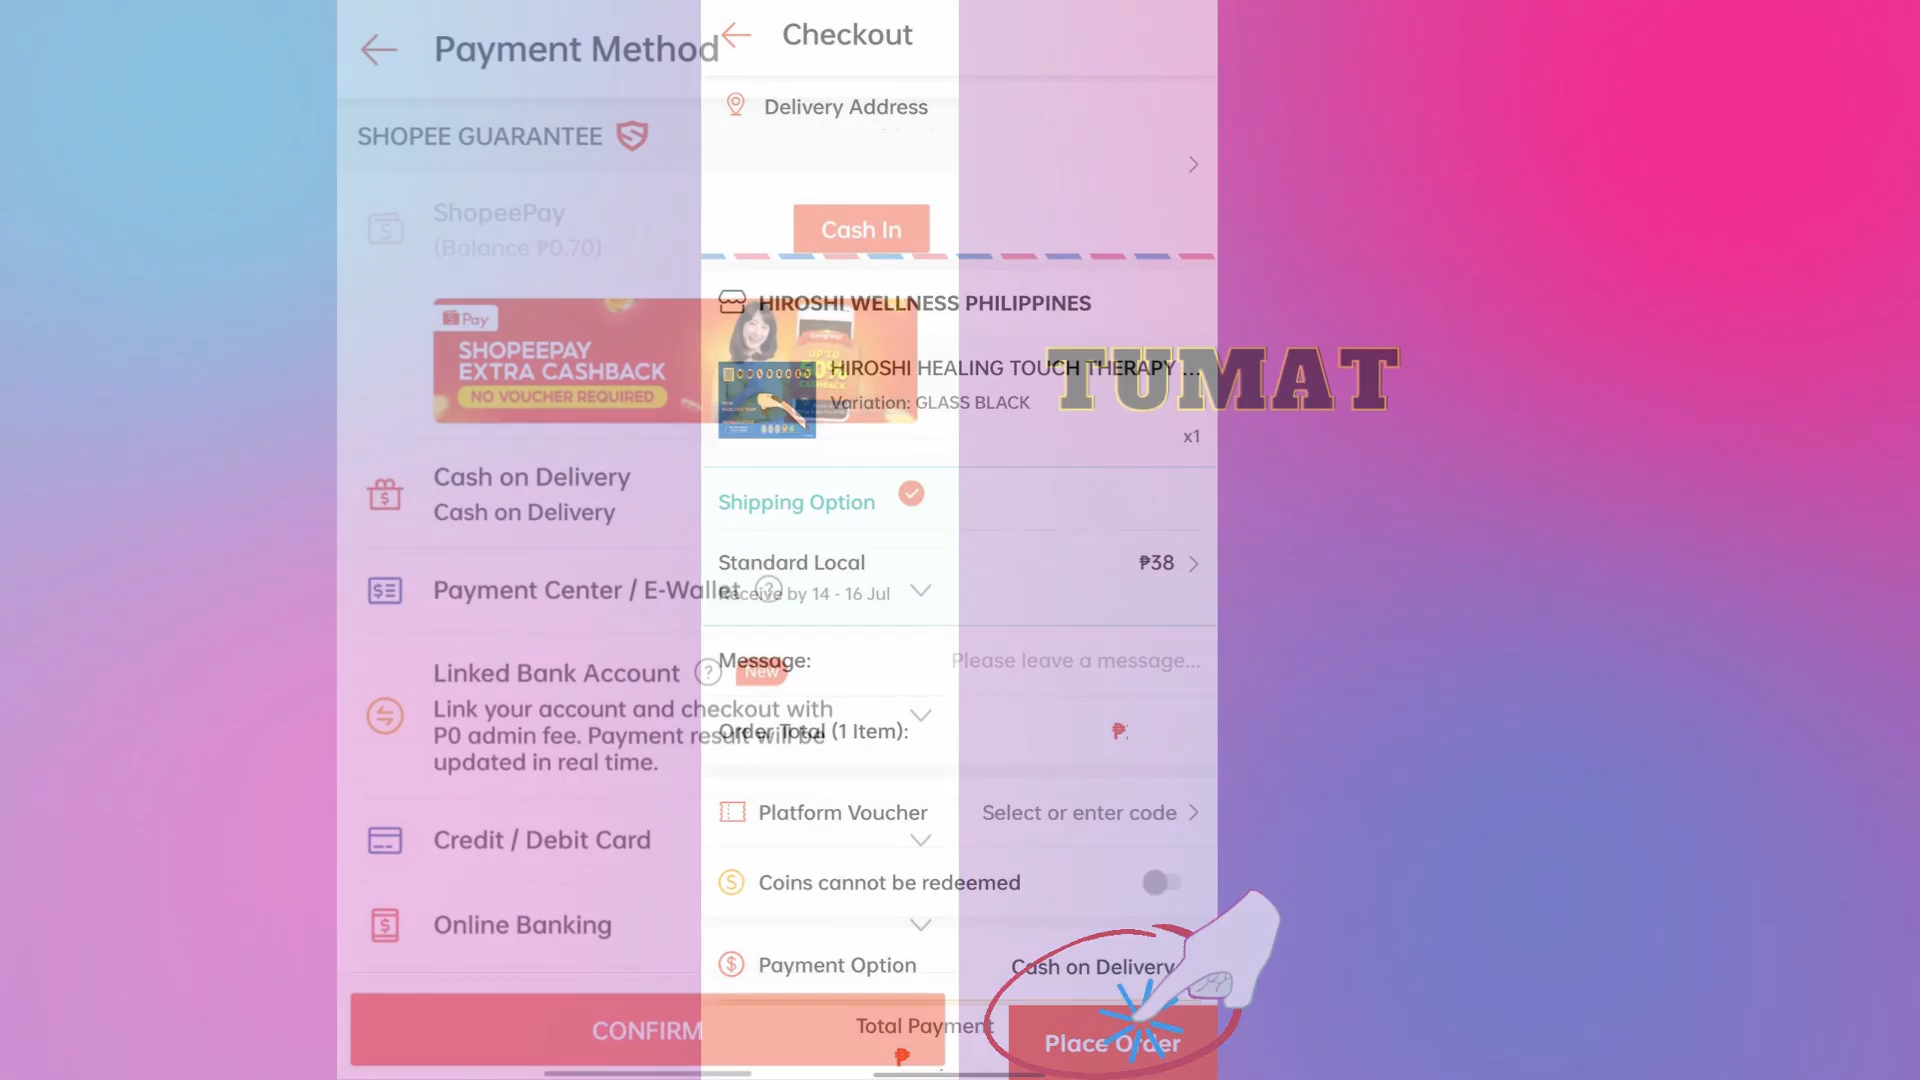 Payment Method
SHOPEE GUARANTEE
ShopeePay
(Balance ₱0.70)
Pay
SHOPEEPAY
EXTRA CASHBACK
NO VOUCHER REQUIRED
UP TO
50%
CASHBACK
Cash on Delivery
Cash on Delivery
Payment Center / E-Wallet ?
Linked Bank Account ? New
Link your account and checkout with
P0 admin fee. Payment result will be
updated in real time.
Credit / Debit Card
Online Banking
CONFIRM
Checkout
Delivery Address
Cash In
HIROSHI WELLNESS PHILIPPINES
HIROSHI HEALING TOUCH THERAPY ...
Variation: GLASS BLACK
x1
TUMAT
Shipping Option
Standard Local ₱38
Receive by 14 - 16 Jul
Message: Please leave a message...
Order Total (1 Item): ₱
Platform Voucher Select or enter code
Coins cannot be redeemed
Payment Option Cash on Delivery
Total Payment
₱
Place Order